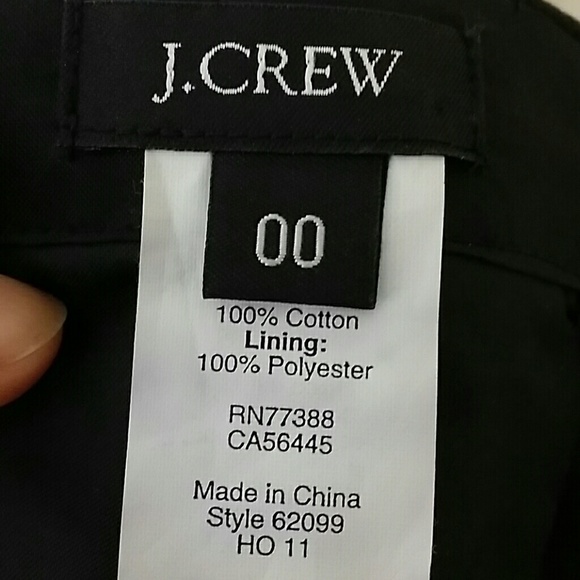 J.CREW
00
100% Cotton
Lining:
100% Polyester
RN77388
CA56445
Made in China
Style 62099
HO 11